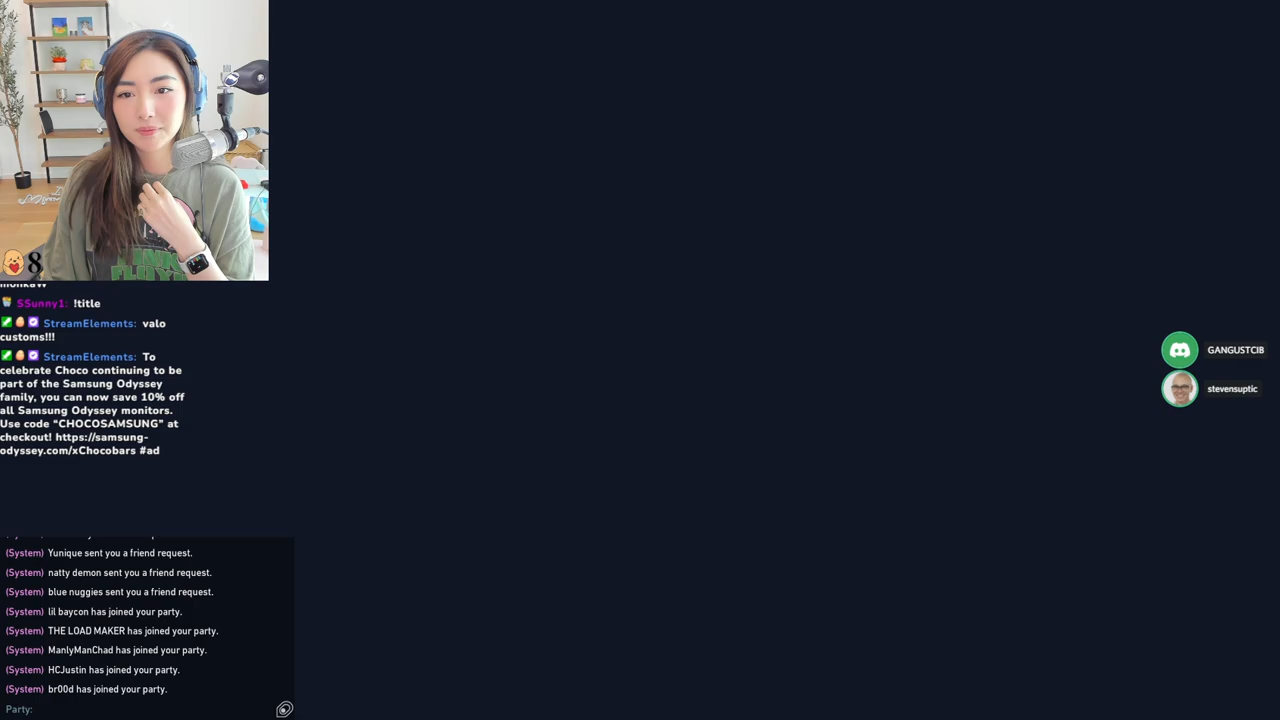 8
monkaW
SSunny1: !title
StreamElements: valo
customs!!!
StreamElements: To
celebrate Choco continuing to be
part of the Samsung Odyssey
family, you can now save 10% off
all Samsung Odyssey monitors.
Use code “CHOCOSAMSUNG” at
checkout! https://samsung-
odyssey.com/xChocobars #ad
GANGUSTCIB
stevensuptic
(System) Yunique sent you a friend request.
(System) natty demon sent you a friend request.
(System) blue nuggies sent you a friend request.
(System) lil baycon has joined your party.
(System) THE LOAD MAKER has joined your party.
(System) ManlyManChad has joined your party.
(System) HCJustin has joined your party.
(System) br00d has joined your party.
Party: